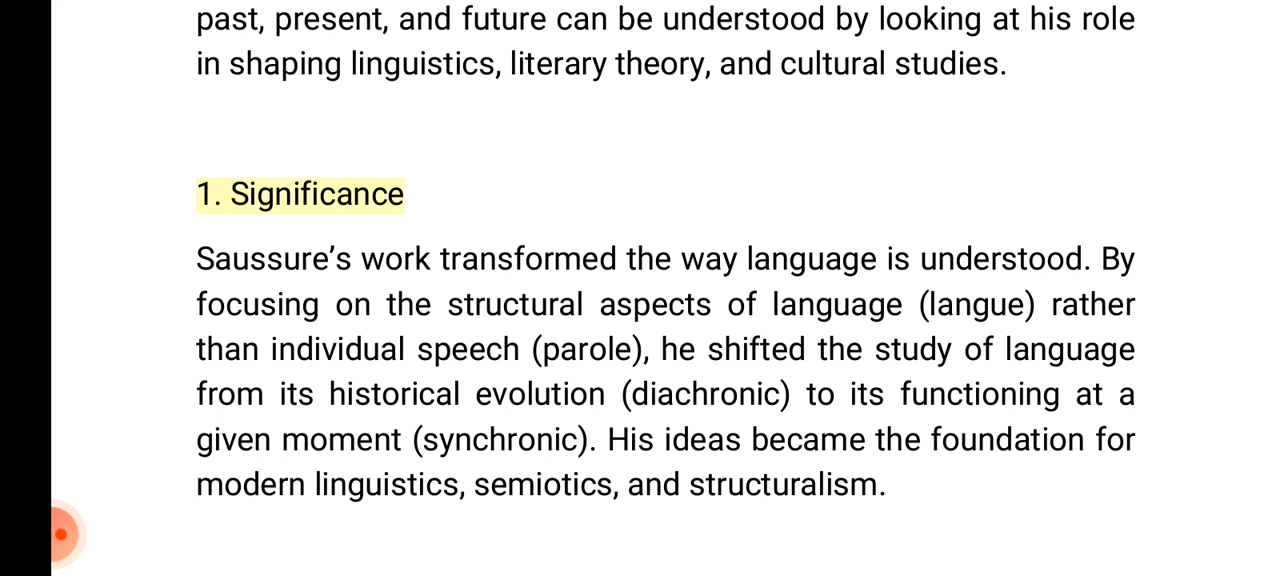 past, present, and future can be understood by looking at his role
in shaping linguistics, literary theory, and cultural studies.
1. Significance
Saussure’s work transformed the way language is understood. By
focusing on the structural aspects of language (langue) rather
than individual speech (parole), he shifted the study of language
from its historical evolution (diachronic) to its functioning at a
given moment (synchronic). His ideas became the foundation for
modern linguistics, semiotics, and structuralism.